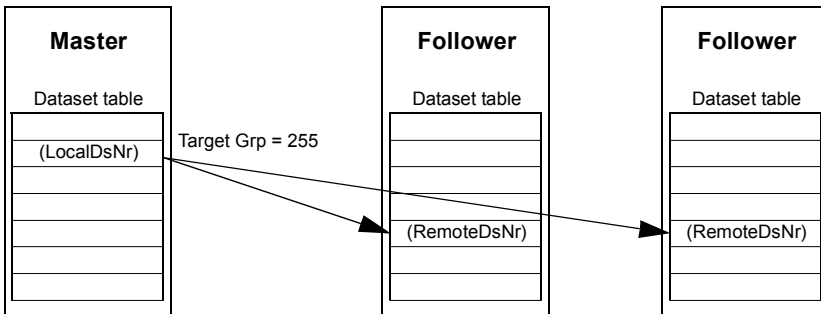 Master
Follower
Follower
Dataset table
Dataset table
Dataset table
Target Grp = 255
(LocalDsNr)
(RemoteDsNr)
(RemoteDsNr)